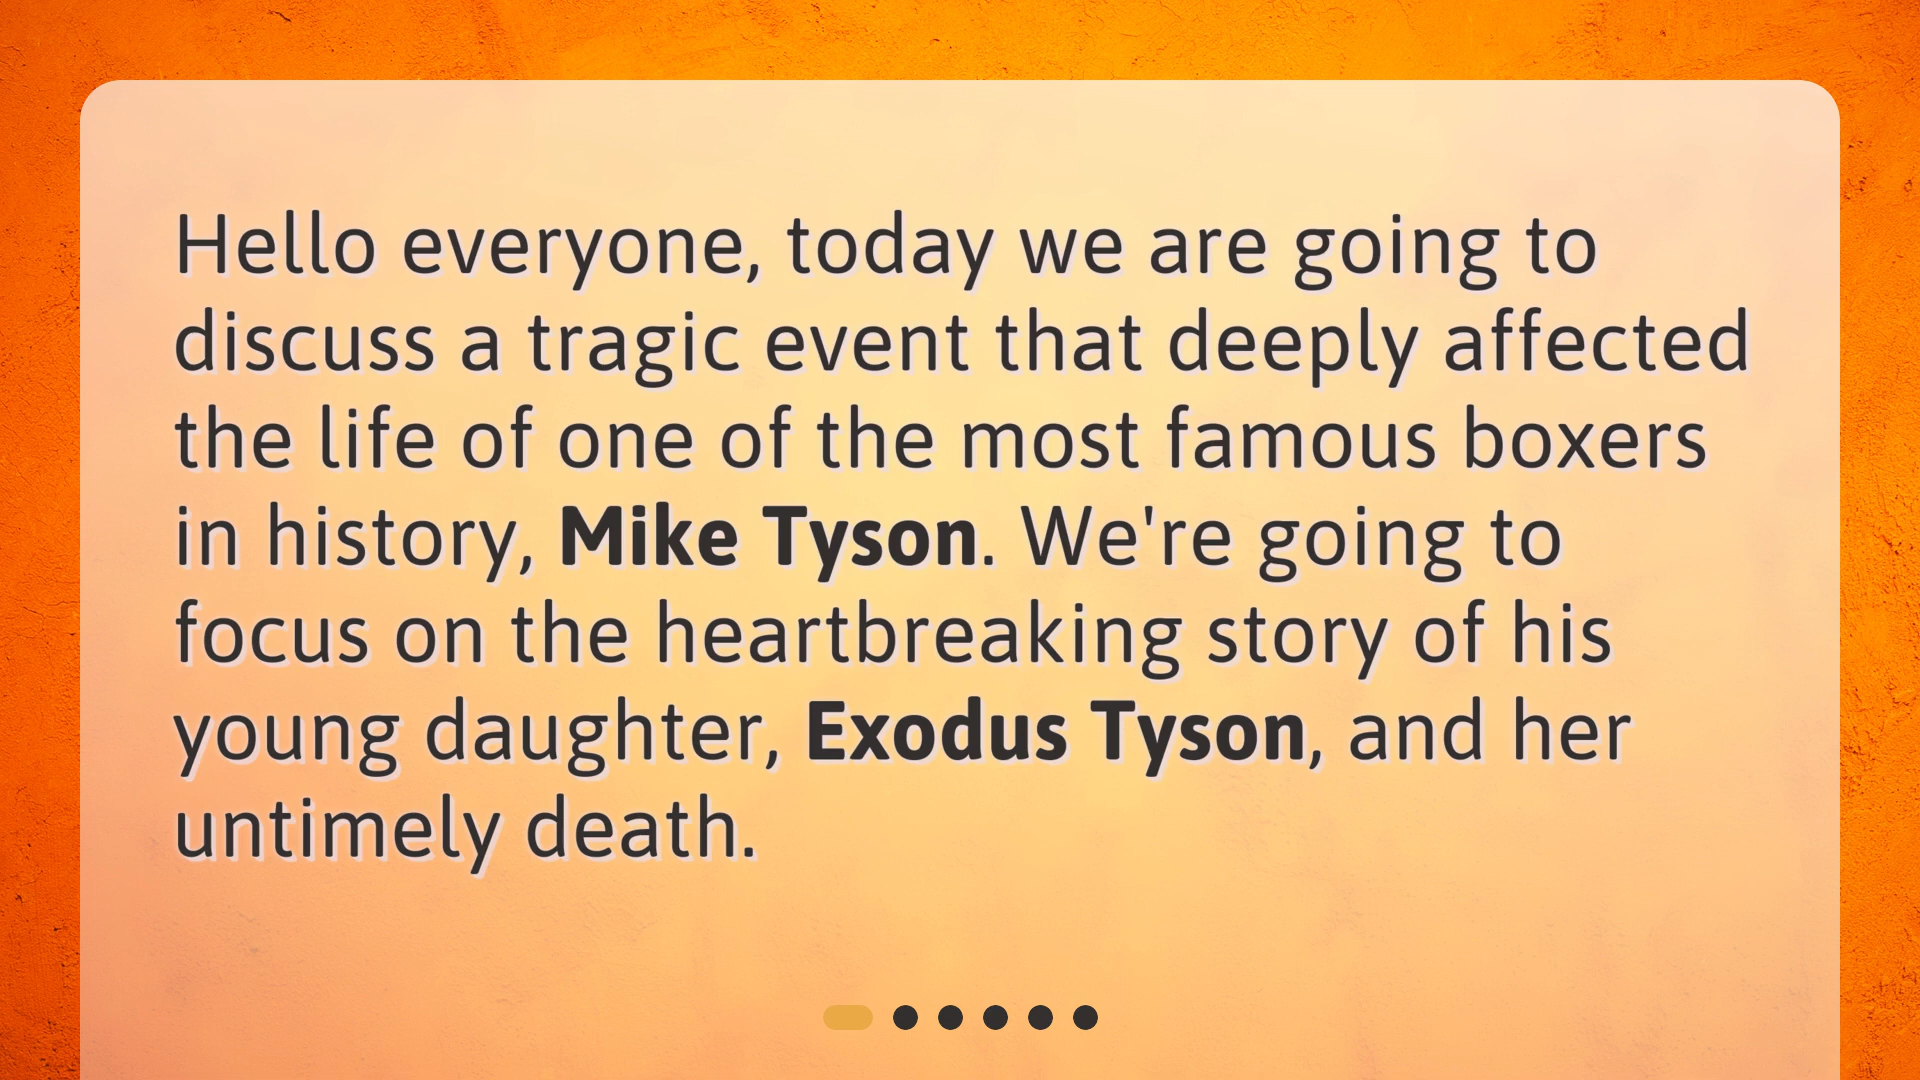 Hello everyone, today we are going to
discuss a tragic event that deeply affected
the life of one of the most famous boxers
in history, Mike Tyson. We're going to
focus on the heartbreaking story of his
young daughter, Exodus Tyson, and her
untimely death.